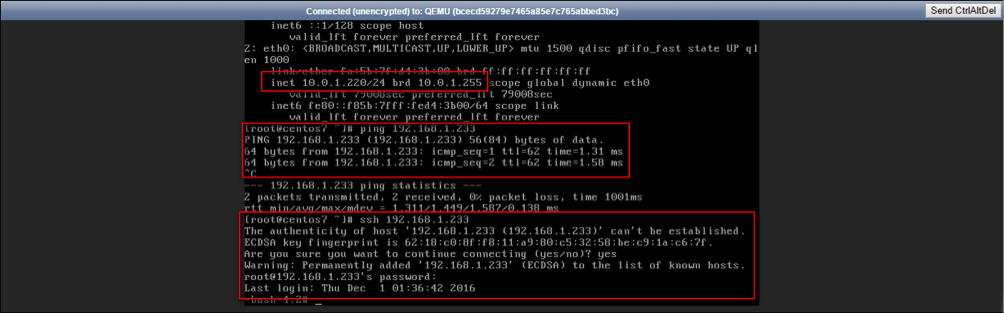 Connected (unencrypted) to: QEMU (bcecd59279e7465a85e7c765abbed3bc)
Send CtrlAltDel
inet6 ::1/128 scope host
valid_lft forever preferred_lft forever
2: eth0: <BROADCAST,MULTICAST,UP,LOWER_UP> mtu 1500 qdisc pfifo_fast state UP ql
en 1000
link/ether fa:5b:7f:d4:3b:00 brd ff:ff:ff:ff:ff:ff
inet 10.0.1.220/24 brd 10.0.1.255 scope global dynamic eth0
valid_lft 79008sec preferred_lft 79008sec
inet6 fe80::f85b:7fff:fed4:3b00/64 scope link
valid_lft forever preferred_lft forever
[root@centos7 ~]# ping 192.168.1.233
PING 192.168.1.233 (192.168.1.233) 56(84) bytes of data.
64 bytes from 192.168.1.233: icmp_seq=1 ttl=62 time=1.31 ms
64 bytes from 192.168.1.233: icmp_seq=2 ttl=62 time=1.58 ms
^C
--- 192.168.1.233 ping statistics ---
2 packets transmitted, 2 received, 0% packet loss, time 1001ms
rtt min/avg/max/mdev = 1.311/1.449/1.587/0.138 ms
[root@centos7 ~]# ssh 192.168.1.233
The authenticity of host '192.168.1.233 (192.168.1.233)' can't be established.
ECDSA key fingerprint is 62:18:c0:8f:f8:11:a9:80:c5:32:58:be:c9:1a:c6:7f.
Are you sure you want to continue connecting (yes/no)? yes
Warning: Permanently added '192.168.1.233' (ECDSA) to the list of known hosts.
root@192.168.1.233's password:
Last login: Thu Dec  1 01:36:42 2016
-bash-4.2# _